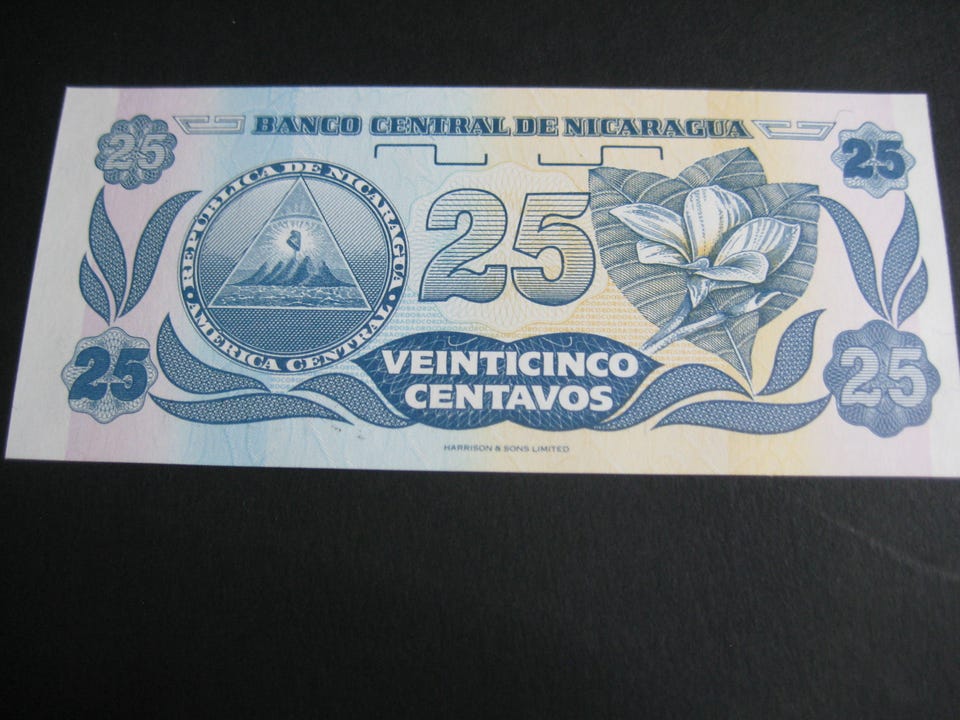 BANCO CENTRAL DE NICARAGUA
25
25
REPUBLICA DE NICARAGUA
AMERICA CENTRAL
25
25
VEINTICINCO
CENTAVOS
25
HARRISON & SONS LIMITED